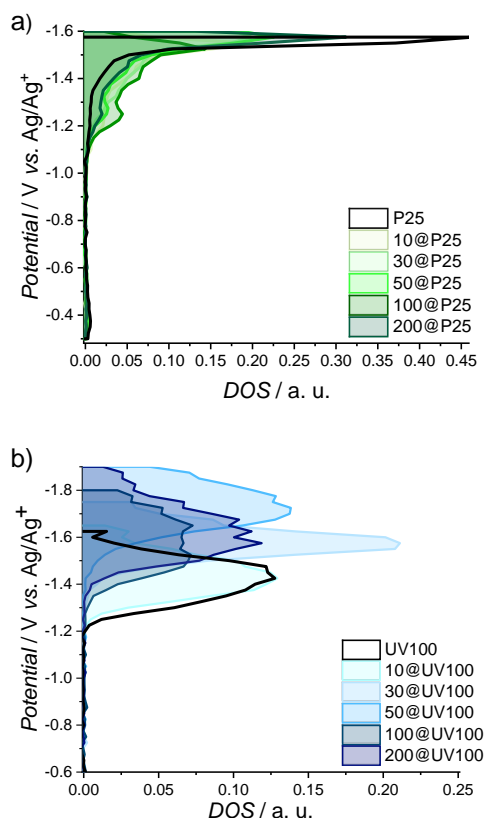 a)
-1.6
-1.4
-1.2
-1.0
-0.8
-0.6
-0.4
Potential / V vs. Ag/Ag⁺
P25
10@P25
30@P25
50@P25
100@P25
200@P25
0.00 0.05 0.10 0.15 0.20 0.25 0.30 0.35 0.40 0.45
DOS / a. u.
b)
-1.8
-1.6
-1.4
-1.2
-1.0
-0.8
-0.6
Potential / V vs. Ag/Ag⁺
UV100
10@UV100
30@UV100
50@UV100
100@UV100
200@UV100
0.00 0.05 0.10 0.15 0.20 0.25
DOS / a. u.